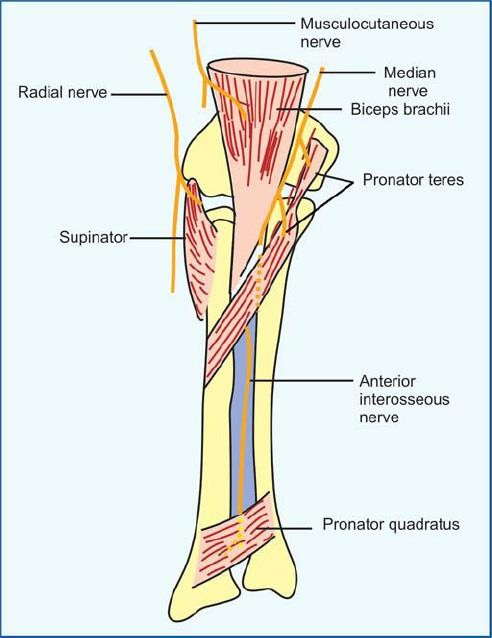 Musculocutaneous
nerve
Radial nerve
Median
nerve
Biceps brachii
Pronator teres
Supinator
Anterior
interosseous
nerve
Pronator quadratus